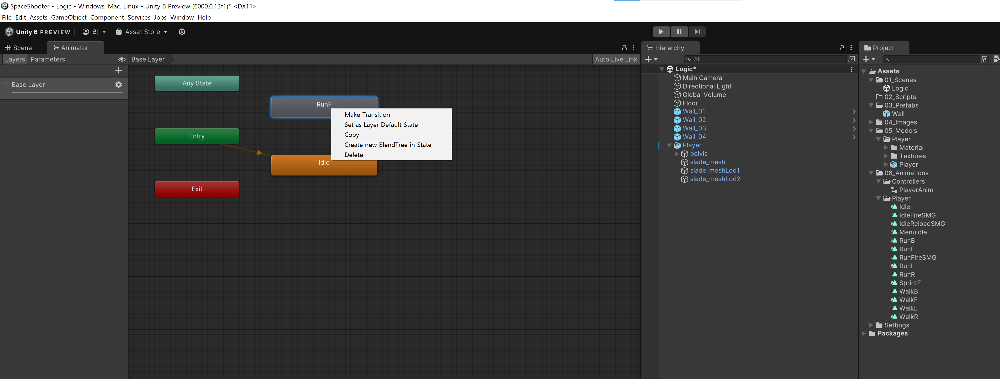 SpaceShooter - Logic - Windows, Mac, Linux - Unity 6 Preview (6000.0.13f1)* <DX11>
File Edit Assets GameObject Component Services Jobs Window Help
Unity 6 PREVIEW 리 Asset Store
Scene Animator
Layers Parameters Base Layer Auto Live Link
Base Layer
Any State
RunF
Entry
Idle
Exit
Make Transition
Set as Layer Default State
Copy
Create new BlendTree in State
Delete
Hierarchy
All
Logic*
Main Camera
Directional Light
Global Volume
Floor
Wall_01
Wall_02
Wall_03
Wall_04
Player
pelvis
slade_mesh
slade_meshLod1
slade_meshLod2
Project
Assets
01_Scenes
Logic
02_Scripts
03_Prefabs
Wall
04_Images
05_Models
Player
Material
Textures
Player
06_Animations
Controllers
PlayerAnim
Player
Idle
IdleFireSMG
IdleReloadSMG
MenuIdle
RunB
RunF
RunFireSMG
RunL
RunR
SprintF
WalkB
WalkF
WalkL
WalkR
Settings
Packages